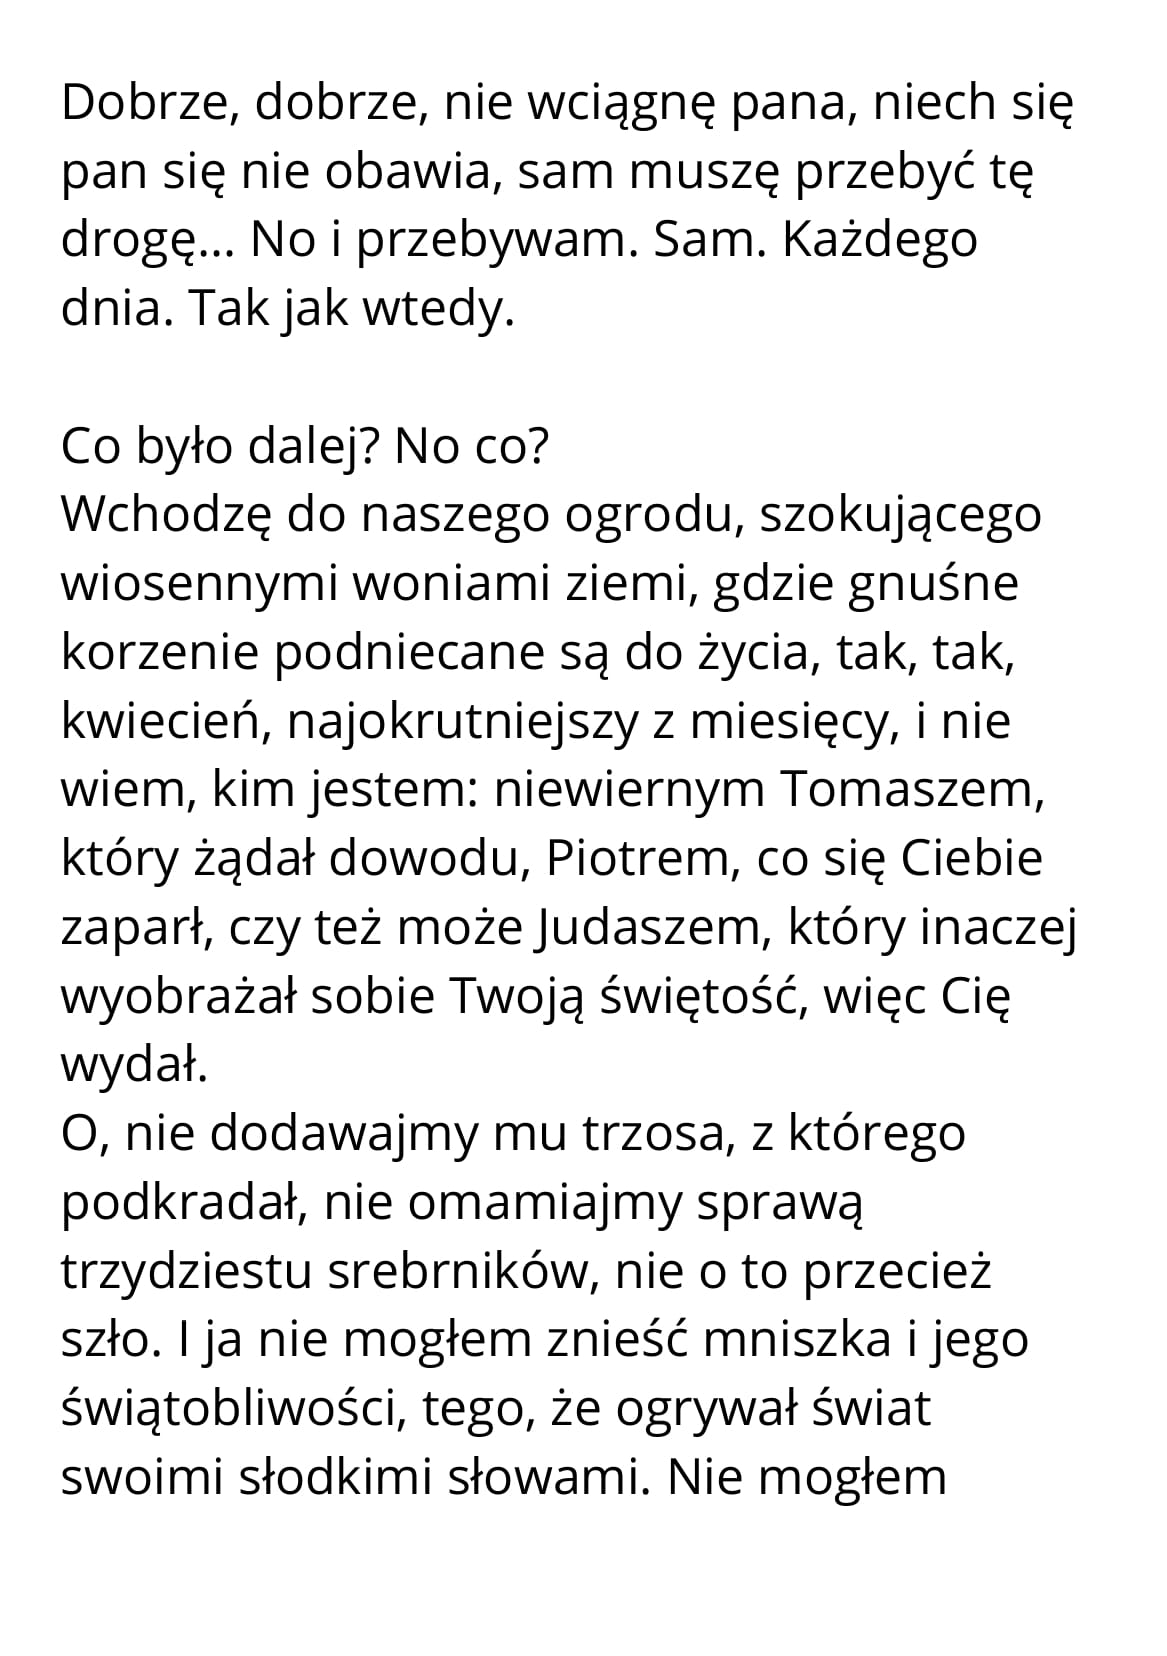 Dobrze, dobrze, nie wciągnę pana, niech się
pan się nie obawia, sam muszę przebyć tę
drogę... No i przebywam. Sam. Każdego
dnia. Tak jak wtedy.
Co było dalej? No co?
Wchodzę do naszego ogrodu, szokującego
wiosennymi woniami ziemi, gdzie gnuśne
korzenie podniecane są do życia, tak, tak,
kwiecień, najokrutniejszy z miesięcy, i nie
wiem, kim jestem: niewiernym Tomaszem,
który żądał dowodu, Piotrem, co się Ciebie
zaparł, czy też może Judaszem, który inaczej
wyobrażał sobie Twoją świętość, więc Cię
wydał.
O, nie dodawajmy mu trzosa, z którego
podkradał, nie omamiajmy sprawą
trzydziestu srebrników, nie o to przecież
szło. I ja nie mogłem znieść mniszka i jego
świątobliwości, tego, że ogrywał świat
swoimi słodkimi słowami. Nie mogłem